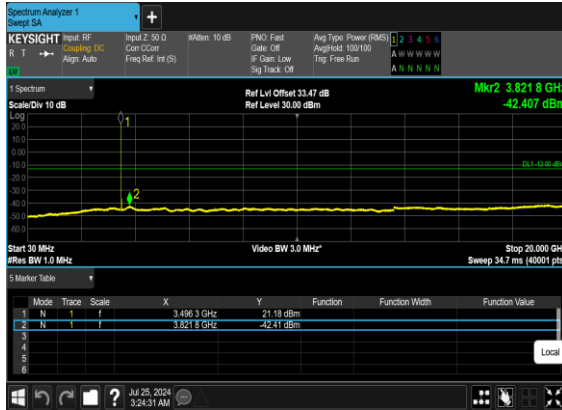 Spectrum Analyzer 1
Swept SA
+
KEYSIGHT Input: RF Input Z: 50 Ω #Atten: 10 dB PNO: Fast Avg Type: Power (RMS) 1 2 3 4 5 6
R T Coupling: DC Corr CCorr Gate: Off Avg|Hold: 100/100 A W W W W W
Align: Auto Freq Ref: Int (S) IF Gain: Low Trig: Free Run
Sig Track: Off A N N N N N
1 Spectrum Ref Lvl Offset 33.47 dB Mkr2 3.821 8 GHz
Scale/Div 10 dB Ref Level 30.00 dBm -42.407 dBm
Log
1
20.0
10.0
0.00
-10.0 DL1 -13.00 dBm
-20.0
-30.0
2
-40.0
-50.0
-60.0
Start 30 MHz Video BW 3.0 MHz* Stop 20.000 GH
#Res BW 1.0 MHz Sweep 34.7 ms (40001 pts
5 Marker Table
Mode Trace Scale X Y Function Function Width Function Value
1 N 1 f 3.496 3 GHz 21.18 dBm
2 N 1 f 3.821 8 GHz -42.41 dBm
3
4
5
6
Local
? Jul 25, 2024
3:24:31 AM